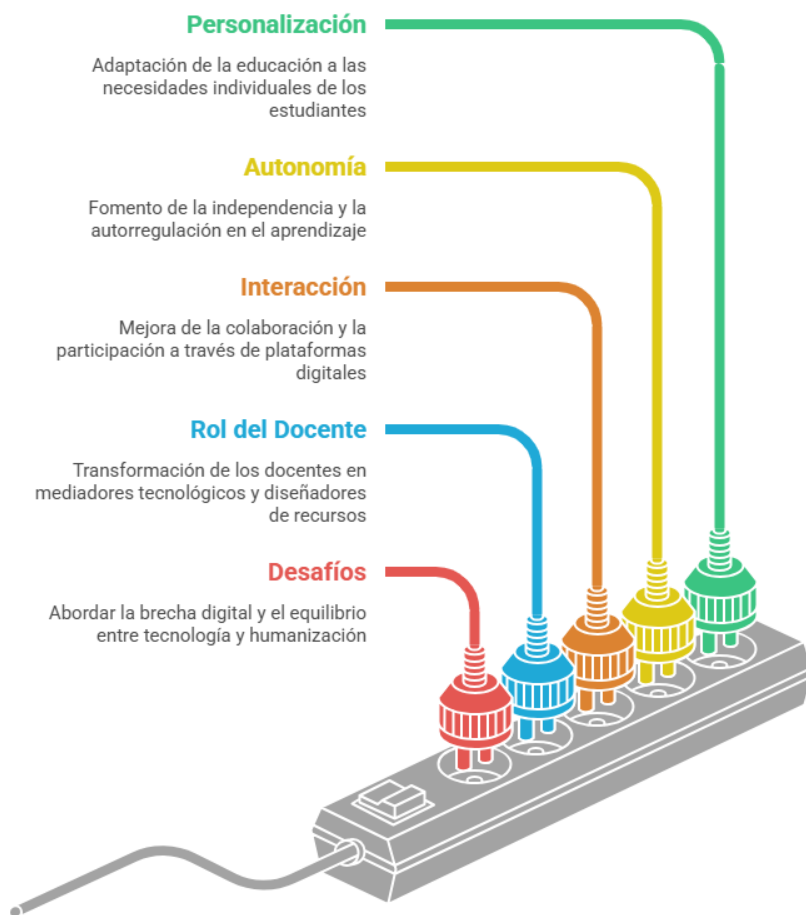 Personalización
Adaptación de la educación a las
necesidades individuales de los
estudiantes
Autonomía
Fomento de la independencia y la
autorregulación en el aprendizaje
Interacción
Mejora de la colaboración y la
participación a través de plataformas
digitales
Rol del Docente
Transformación de los docentes en
mediadores tecnológicos y diseñadores
de recursos
Desafíos
Abordar la brecha digital y el equilibrio
entre tecnología y humanización